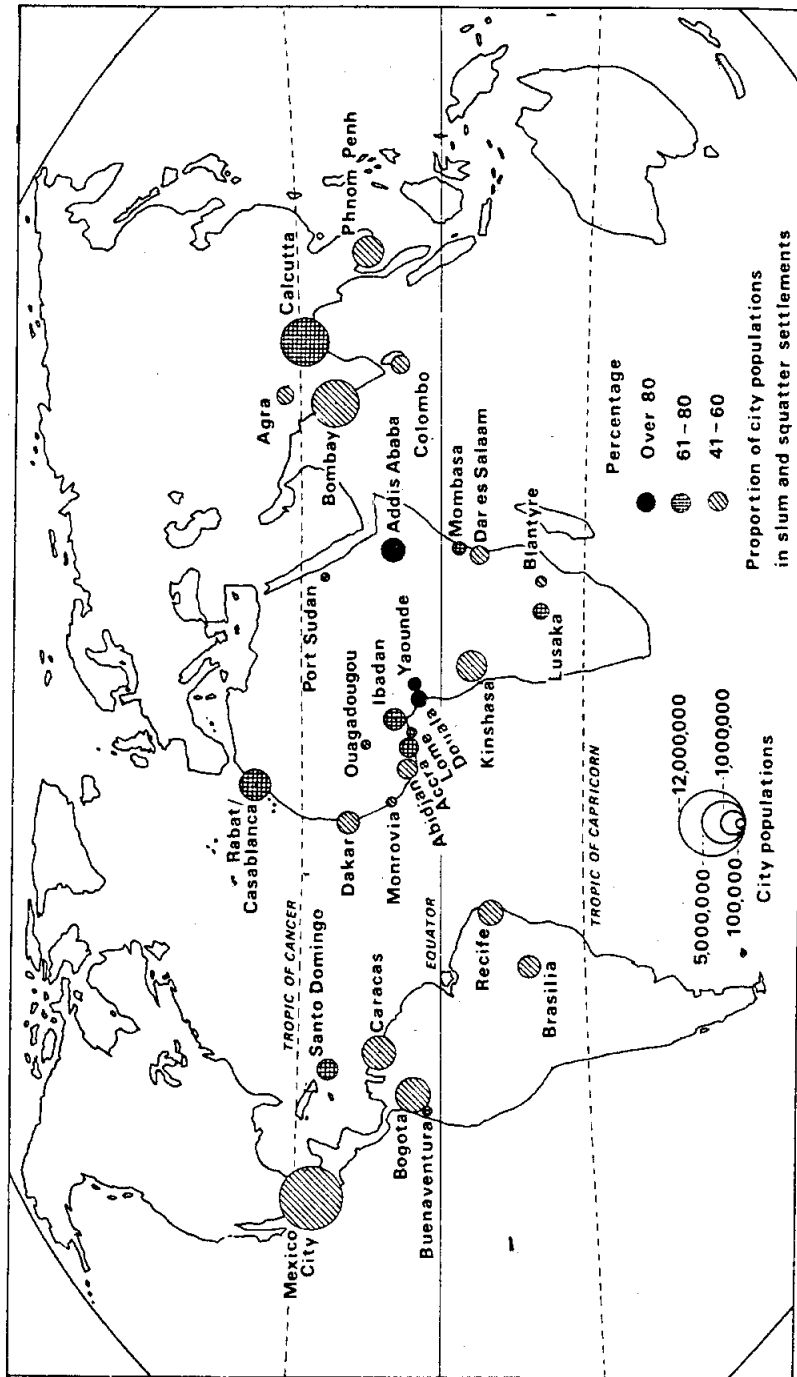 Mexico
City
TROPIC OF CANCER
Santo Domingo
Caracas
Bogota
Buenaventura
EQUATOR
Recife
Brasilia
TROPIC OF CAPRICORN
Rabat/
Casablanca
Dakar
Monrovia
Ouagadougou
Ibadan
Yaounde
Abidjan
Accra
Lome
Douala
Port Sudan
Kinshasa
Addis Ababa
Mombasa
Dar es Salaam
Blantyre
Lusaka
Agra
Bombay
Calcutta
Colombo
Phnom Penh
5,000,000
12,000,000
100,000
1,000,000
City populations
Percentage
Over 80
61-80
41-60
Proportion of city populations
in slum and squatter settlements